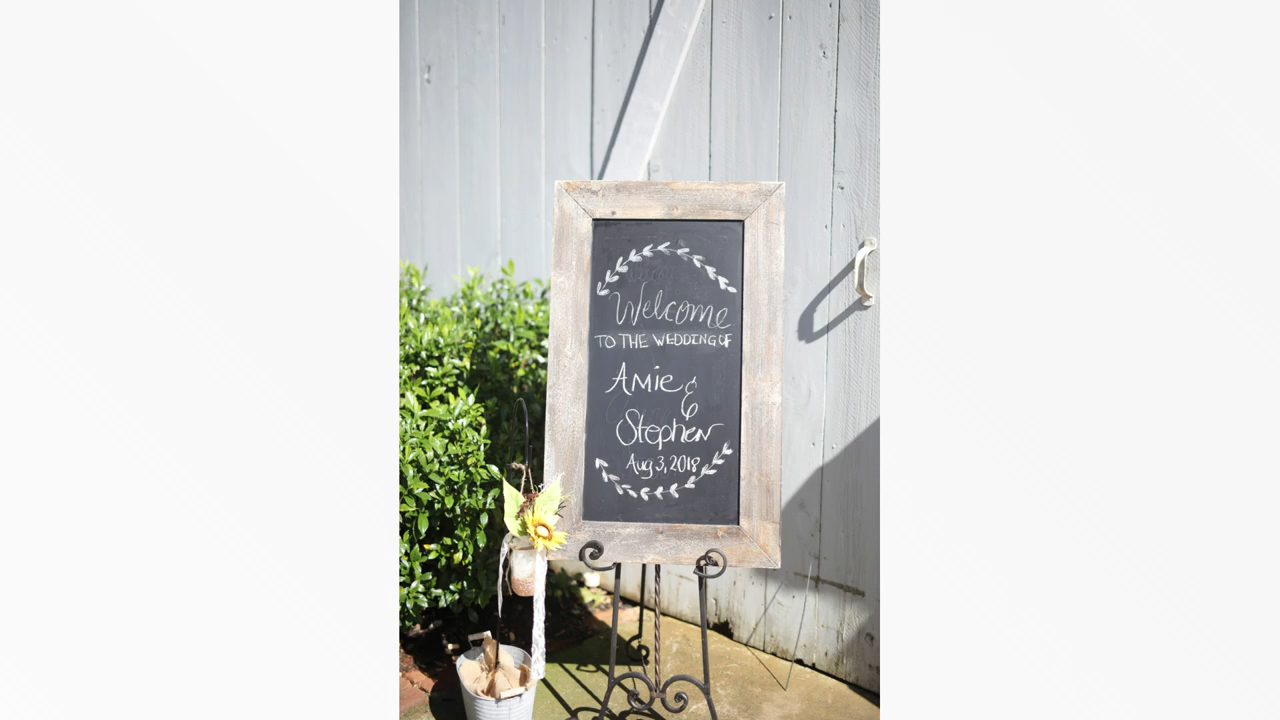 Welcome
TO THE WEDDING OF
Amie &
Stephen
Aug 3, 2018